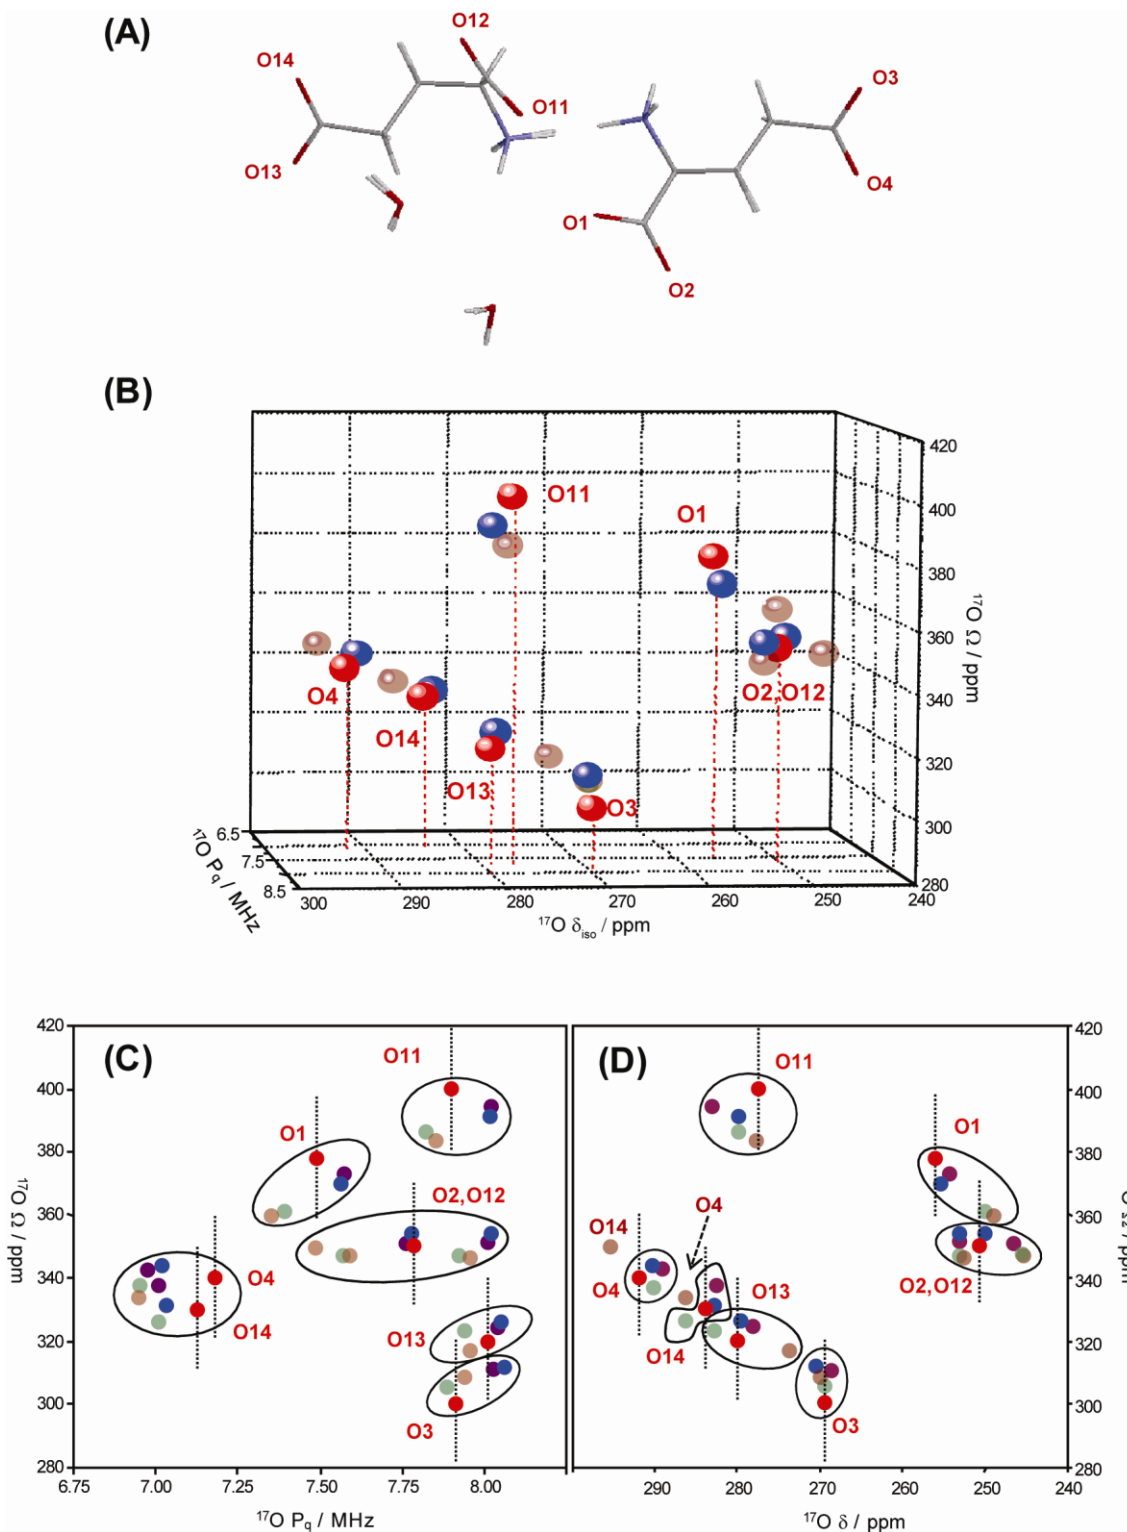 (A)
O12
O14
O11
O13
O3
O4
O1
O2
(B)
420
400
380
360
340
320
300
280
¹⁷O Ω / ppm
O11
O1
O4
O14
O2,O12
O13
O3
6.5
7.5
8.5
¹⁷O Pq / MHz
300 290 280 270 260 250 240
¹⁷O δiso / ppm
(C)
420
400
380
360
340
320
300
280
¹⁷O Ω / ppm
O11
O1
O2,O12
O4
O14
O13
O3
6.75 7.00 7.25 7.50 7.75 8.00
¹⁷O Pq / MHz
(D)
O11
O1
O4
O14
O4
O13
O2,O12
O14
O3
420
400
380
360
340
320
300
280
Ω / ppm
290 280 270 260 250 240
¹⁷O δ / ppm